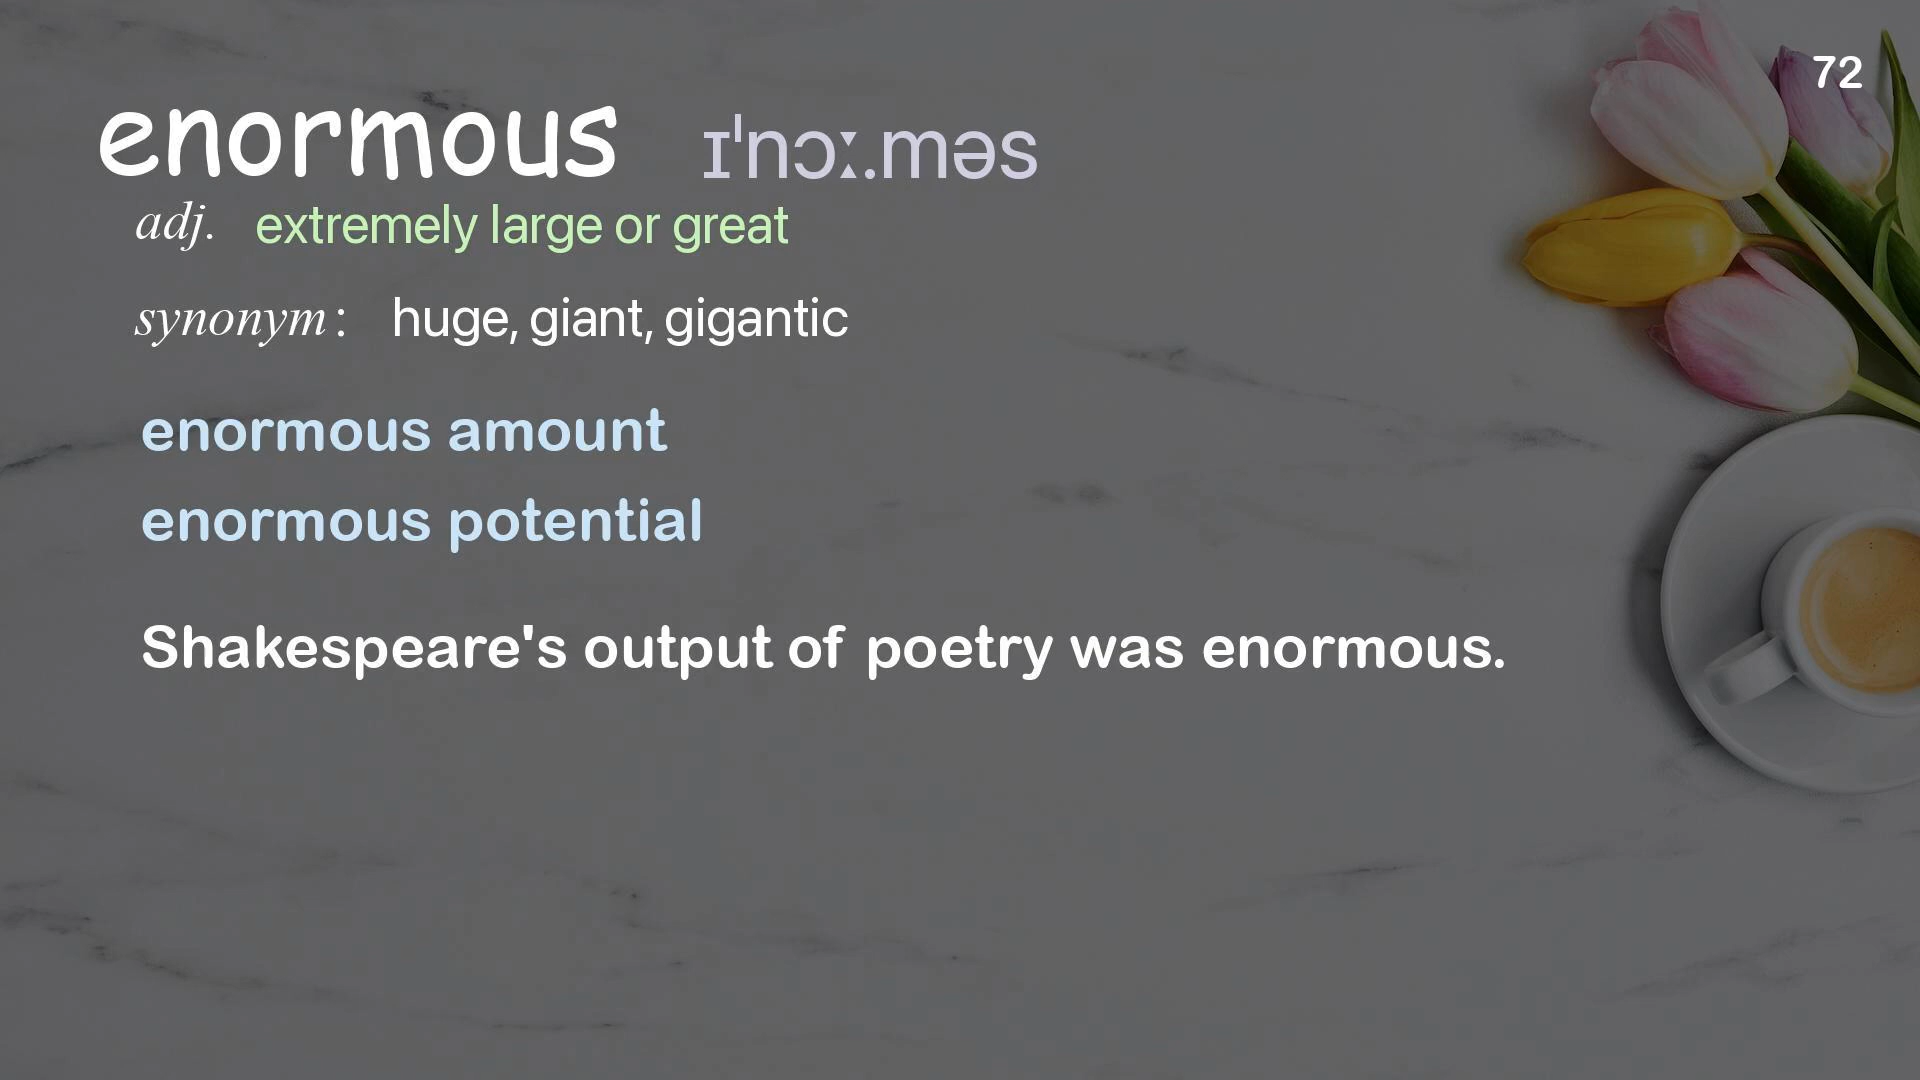 72
enormous ɪˈnɔː.məs
adj. extremely large or great
synonym: huge, giant, gigantic
enormous amount
enormous potential
Shakespeare's output of poetry was enormous.